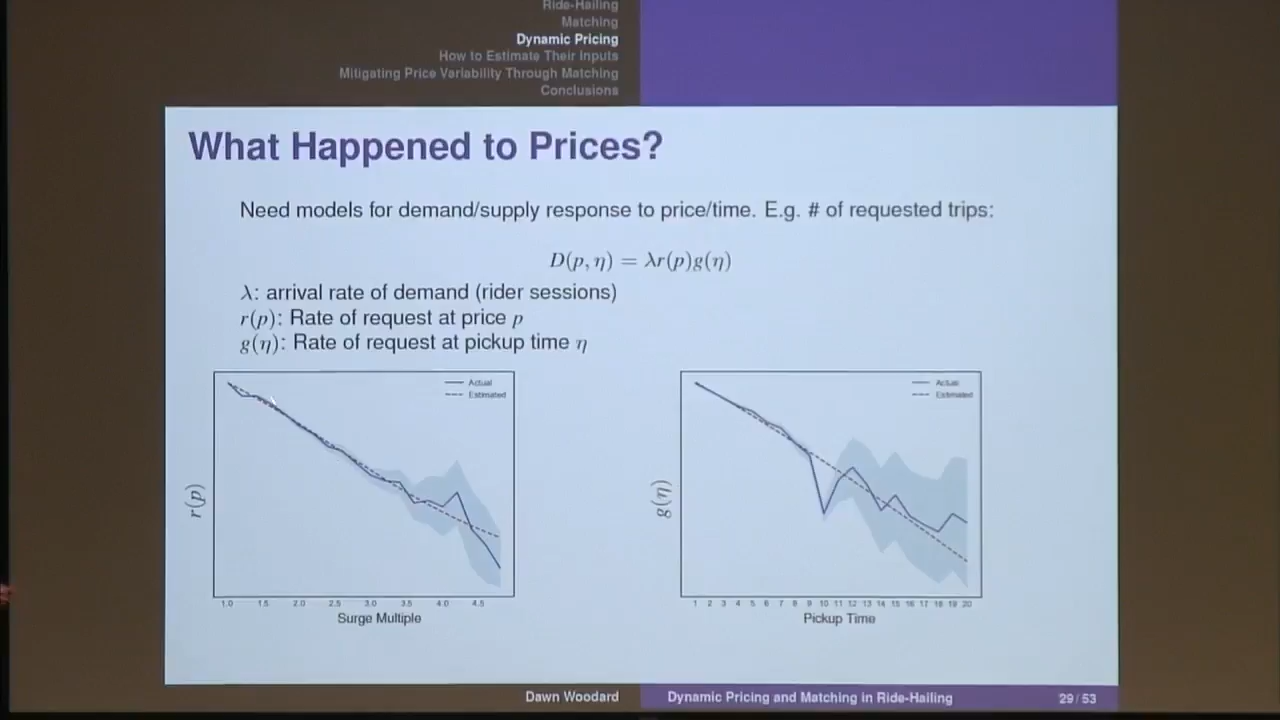 Ride-Hailing
Matching
Dynamic Pricing
How to Estimate Their Inputs
Mitigating Price Variability Through Matching
Conclusions
What Happened to Prices?
Need models for demand/supply response to price/time. E.g. # of requested trips:
D(p, η) = λr(p)g(η)
λ: arrival rate of demand (rider sessions)
r(p): Rate of request at price p
g(η): Rate of request at pickup time η
Actual
Estimated
r(p)
1.0 1.5 2.0 2.5 3.0 3.5 4.0 4.5
Surge Multiple
Actual
Estimated
g(η)
1 2 3 4 5 6 7 8 9 10 11 12 13 14 15 16 17 18 19 20
Pickup Time
Dawn Woodard
Dynamic Pricing and Matching in Ride-Hailing
29 / 53